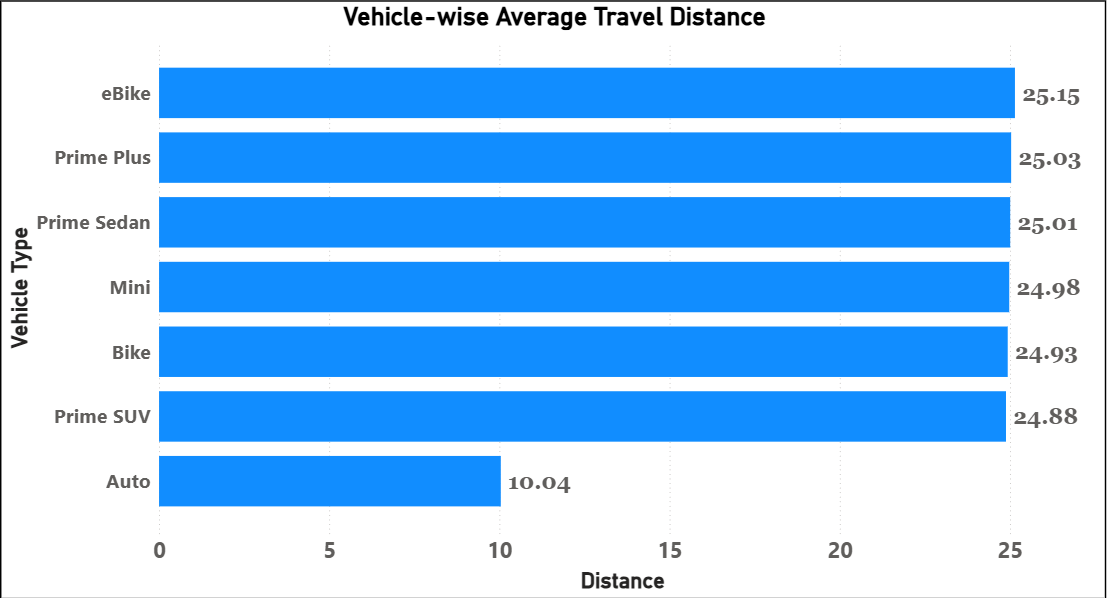 Vehicle-wise Average Travel Distance
Vehicle Type
eBike 25.15
Prime Plus 25.03
Prime Sedan 25.01
Mini 24.98
Bike 24.93
Prime SUV 24.88
Auto 10.04
0 5 10 15 20 25
Distance